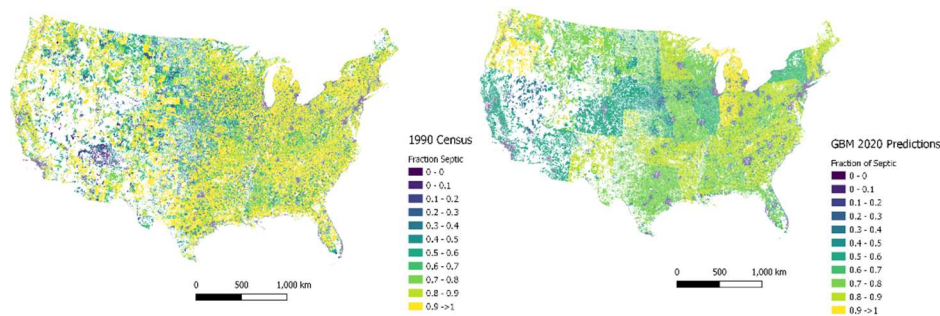 1990 Census
Fraction Septic
0 - 0
0 - 0.1
0.1 - 0.2
0.2 - 0.3
0.3 - 0.4
0.4 - 0.5
0.5 - 0.6
0.6 - 0.7
0.7 - 0.8
0.8 - 0.9
0.9 ->1
0 500 1,000 km
GBM 2020 Predictions
Fraction of Septic
0 - 0
0 - 0.1
0.1 - 0.2
0.2 - 0.3
0.3 - 0.4
0.4 - 0.5
0.5 - 0.6
0.6 - 0.7
0.7 - 0.8
0.8 - 0.9
0.9 ->1
0 500 1,000 km